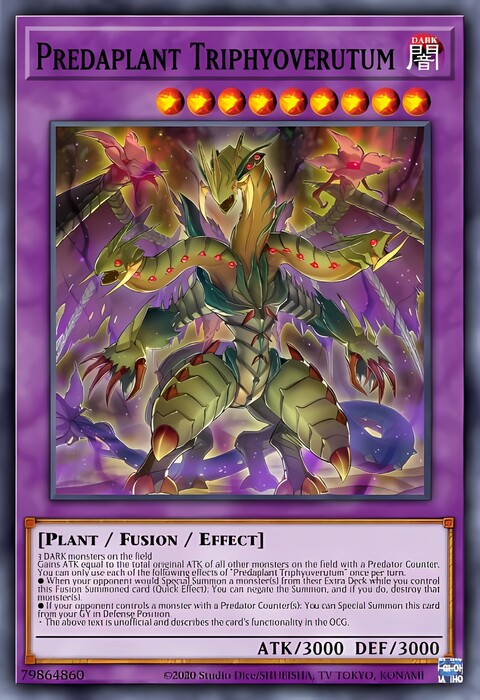 PREDAPLANT TRIPHYOVERUTUM
DARK
闇
[PLANT / FUSION / EFFECT]
3 DARK monsters on the field
Gains ATK equal to the total original ATK of all other monsters on the field with a Predator Counter.
You can only use each of the following effects of "Predaplant Triphyoverutum" once per turn.
● When your opponent would Special Summon a monster(s) from their Extra Deck while you control
this Fusion Summoned card (Quick Effect): You can negate the Summon, and if you do, destroy that
monster(s).
● If your opponent controls a monster with a Predator Counter(s): You can Special Summon this card
from your GY in Defense Position.
· The above text is unofficial and describes the card's functionality in the OCG.
ATK/3000 DEF/3000
79864860
©2020 Studio Dice/SHUEISHA, TV TOKYO, KONAMI